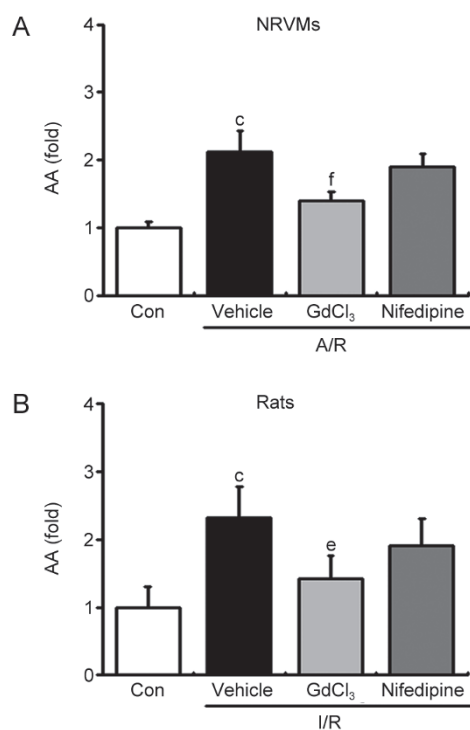 A
NRVMs
AA (fold)
4
3
2
1
0
c
f
Con
Vehicle
GdCl₃
Nifedipine
A/R
B
Rats
AA (fold)
4
3
2
1
0
c
e
Con
Vehicle
GdCl₃
Nifedipine
I/R